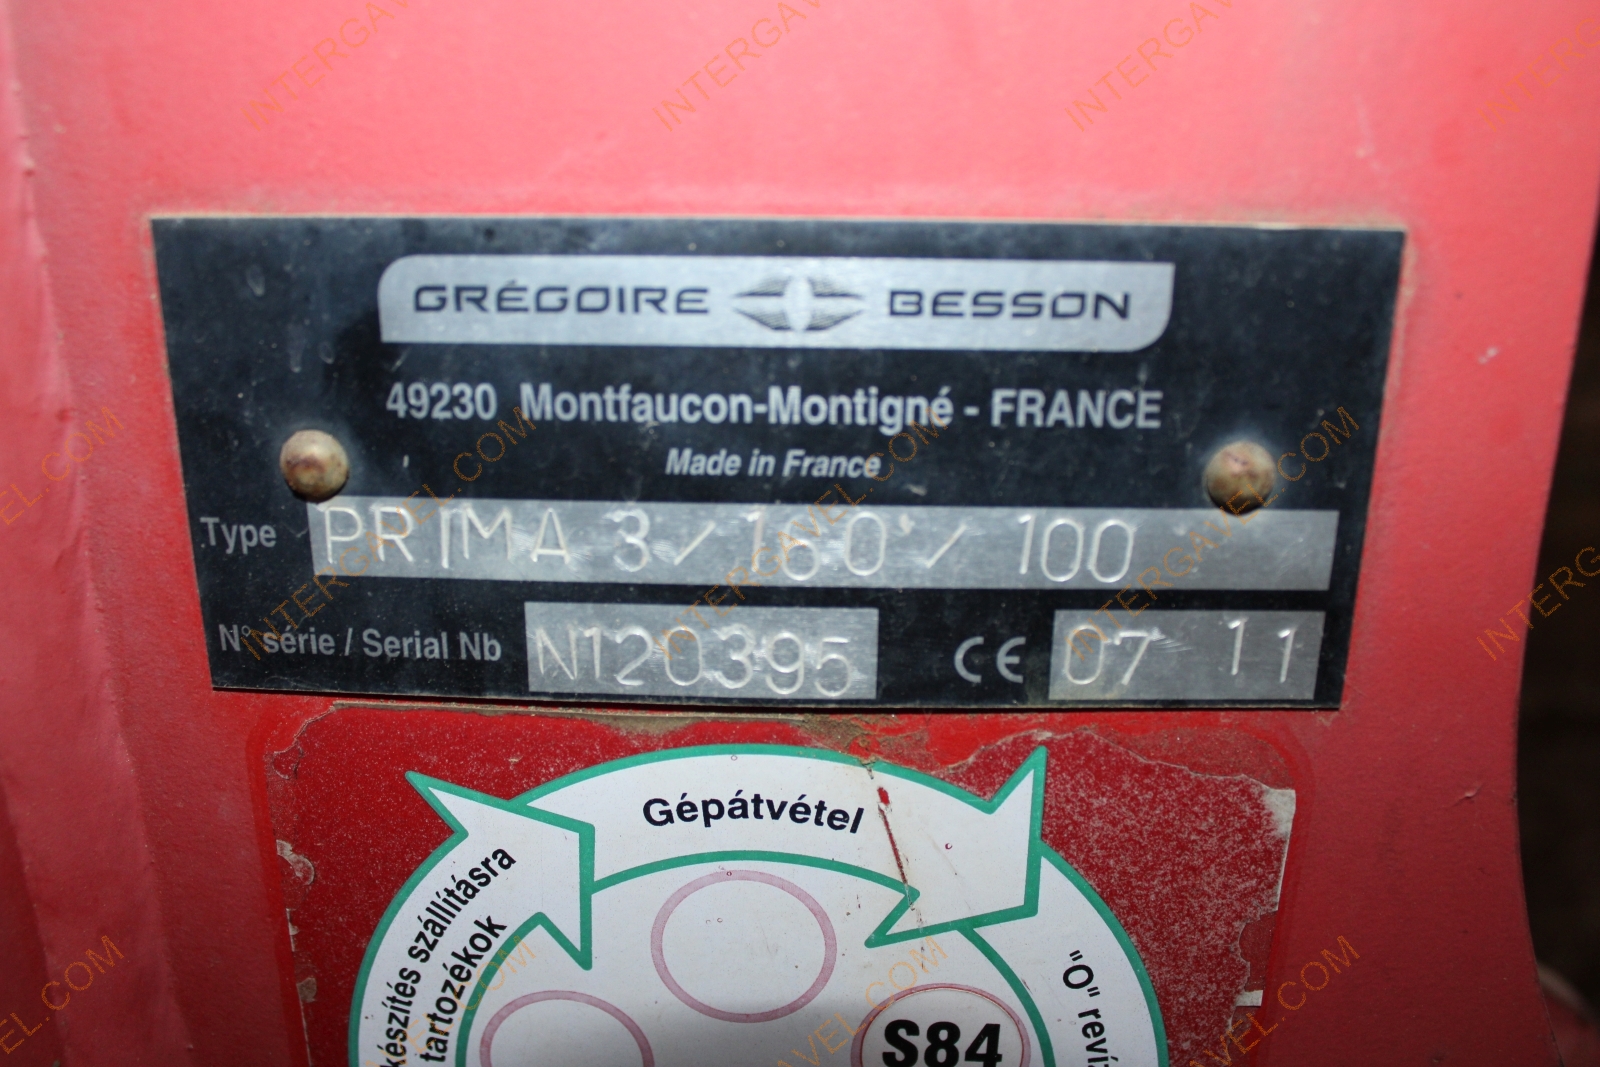 GRÉGOIRE BESSON
49230 Montfaucon-Montigné - FRANCE
Made in France
Type PRIMA 3/160/100
N° série / Serial Nb N120395 CE 07 11
Gépátvétel
készítés szállításra
tartozékok
"O"
S84
INTERGAVEL.COM